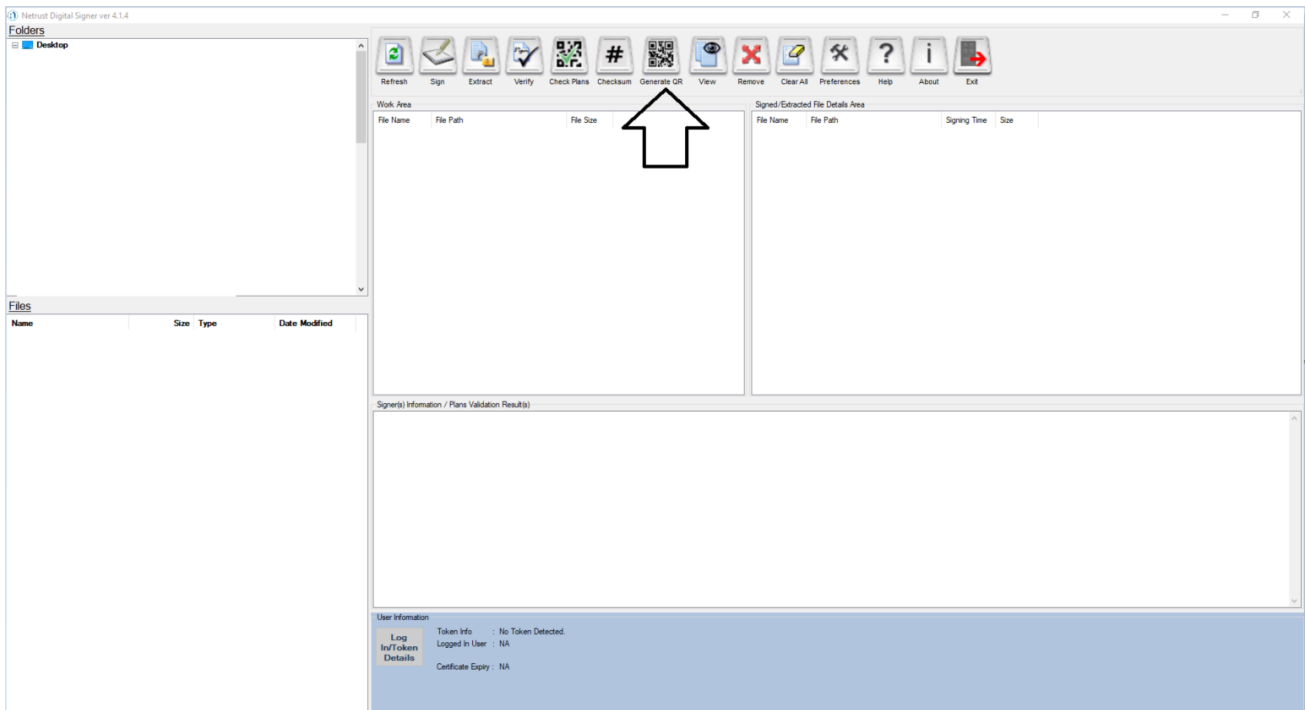 Netrust Digital Signer ver 4.1.4
Folders
Desktop
Refresh Sign Extract Verify Check Plans Checksum Generate QR View Remove Clear All Preferences Help About Exit
Work Area
File Name File Path File Size
Signed/Extracted File Details Area
File Name File Path Signing Time Size
Files
Name Size Type Date Modified
Signer(s) Information / Plans Validation Result(s)
User Information
Log In/Token Details
Token Info : No Token Detected.
Logged In User : NA
Certificate Expiry : NA